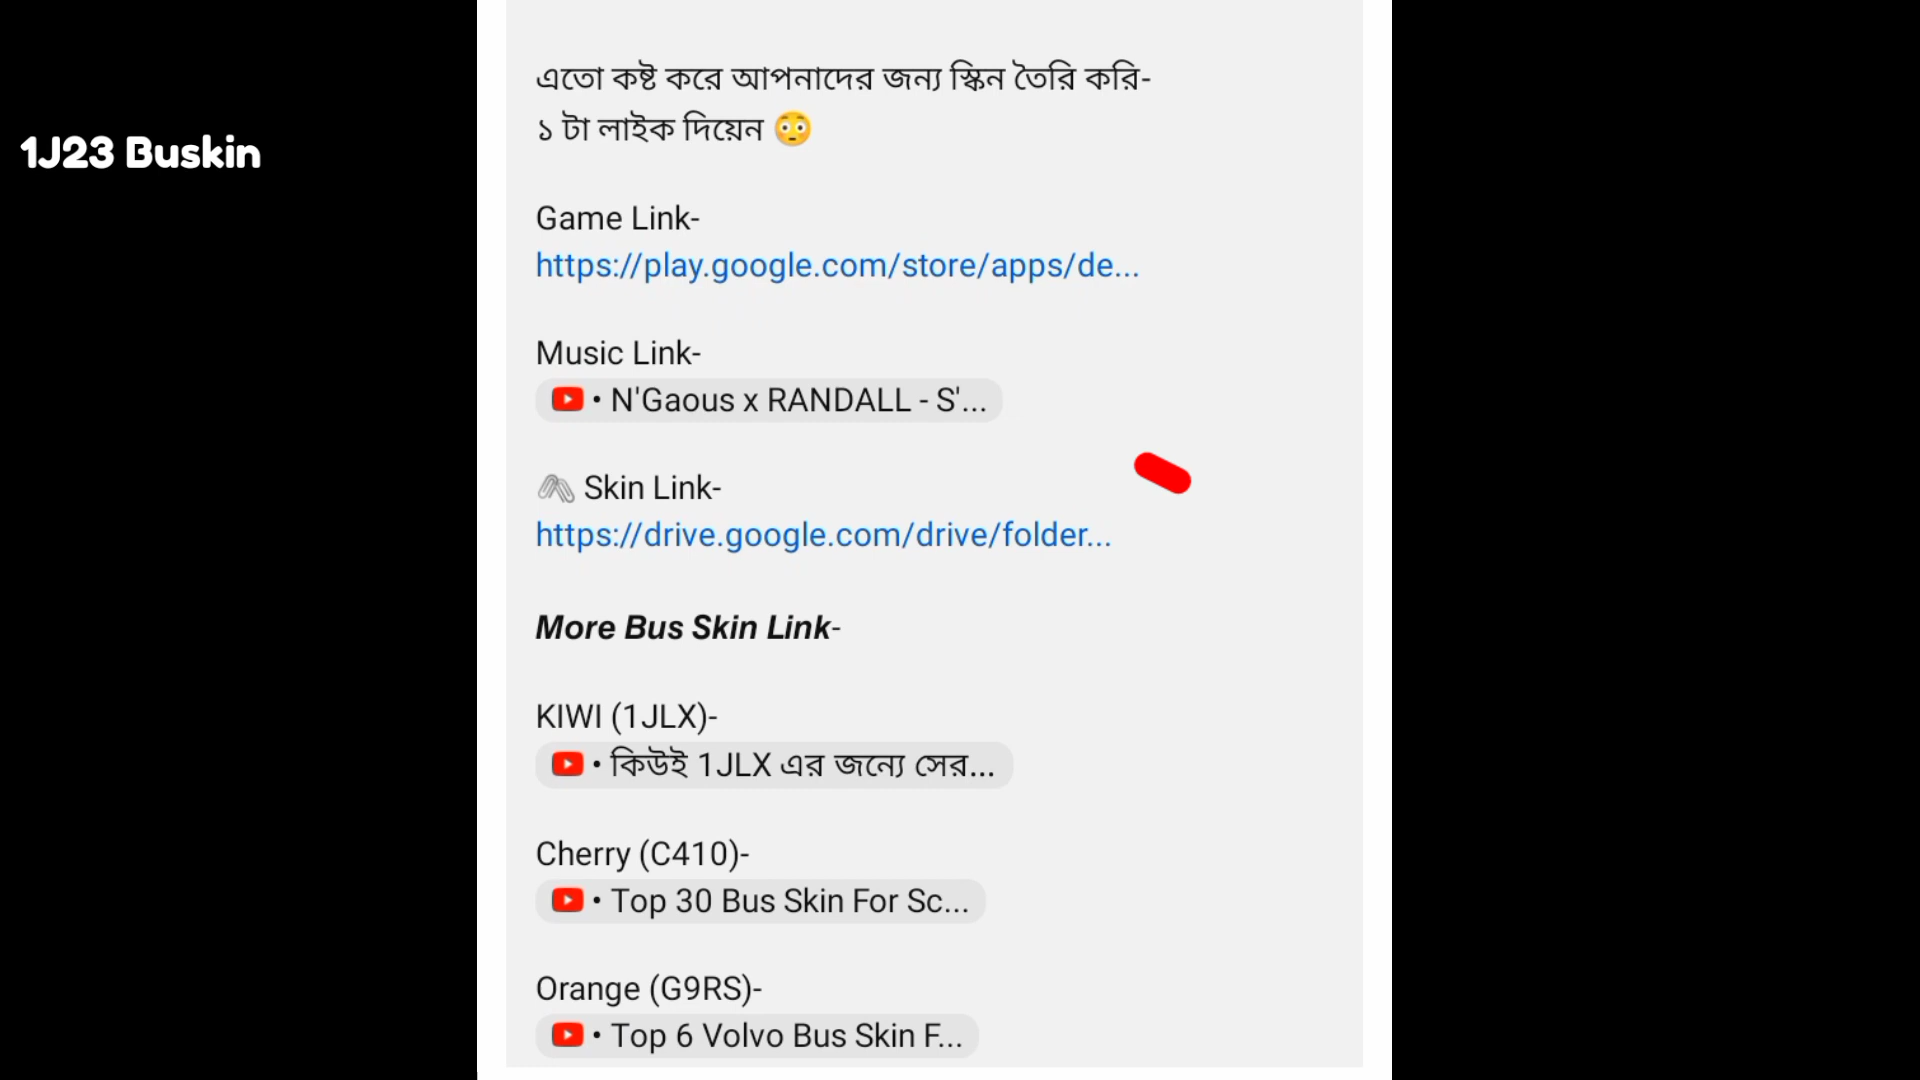 1J23 Buskin
এতো কষ্ট করে আপনাদের জন্য স্কিন তৈরি করি-
১ টা লাইক দিয়েন 😳
Game Link-
https://play.google.com/store/apps/de...
Music Link-
• N'Gaous x RANDALL - S'...
🖇️ Skin Link-
https://drive.google.com/drive/folder...
More Bus Skin Link-
KIWI (1JLX)-
• কিউই 1JLX এর জন্যে সের...
Cherry (C410)-
• Top 30 Bus Skin For Sc...
Orange (G9RS)-
• Top 6 Volvo Bus Skin F...